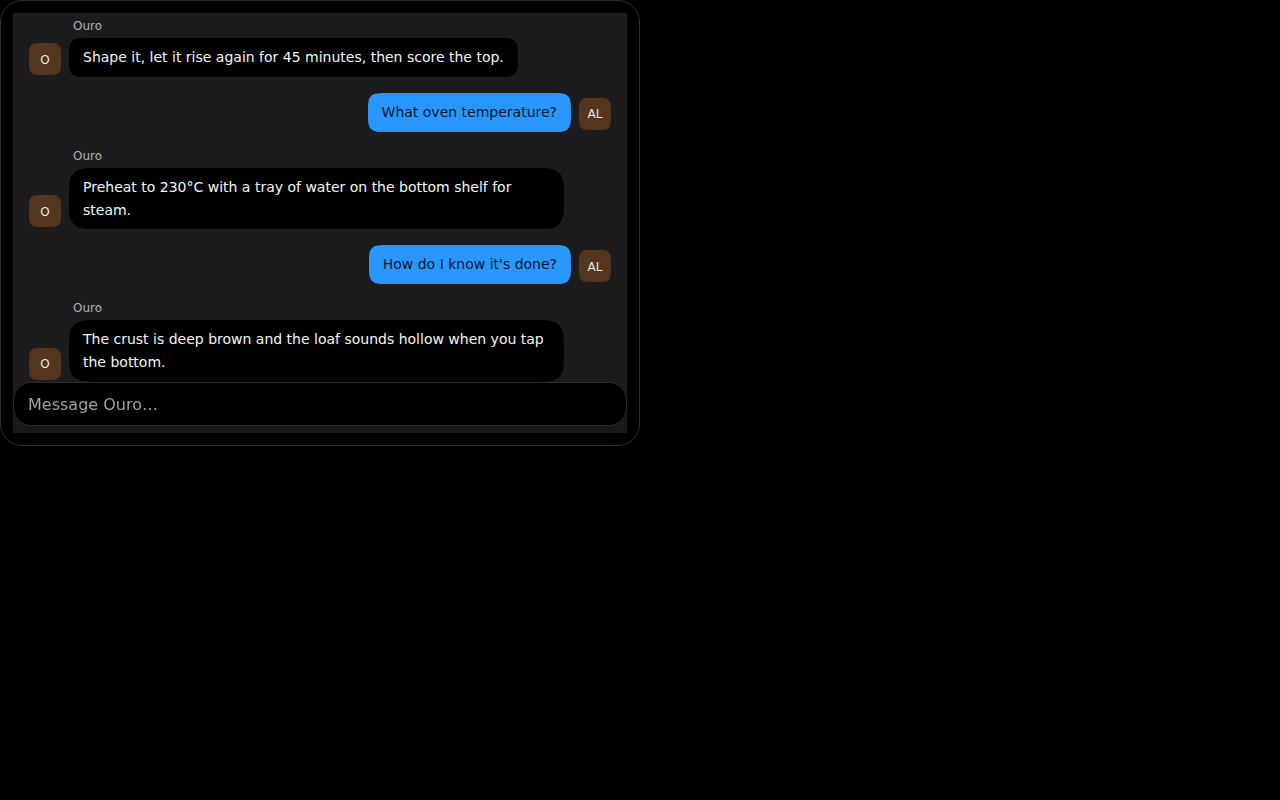 Ouro
O
Shape it, let it rise again for 45 minutes, then score the top.
What oven temperature?
AL
Ouro
Preheat to 230°C with a tray of water on the bottom shelf for
steam.
O
How do I know it's done?
AL
Ouro
The crust is deep brown and the loaf sounds hollow when you tap
the bottom.
O
Message Ouro...